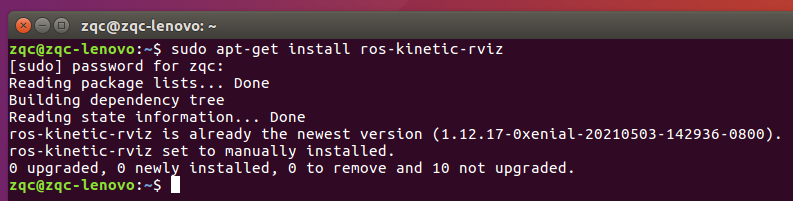 zqc@zqc-lenovo: ~
zqc@zqc-lenovo:~$ sudo apt-get install ros-kinetic-rviz
[sudo] password for zqc:
Reading package lists... Done
Building dependency tree
Reading state information... Done
ros-kinetic-rviz is already the newest version (1.12.17-0xenial-20210503-142936-0800).
ros-kinetic-rviz set to manually installed.
0 upgraded, 0 newly installed, 0 to remove and 10 not upgraded.
zqc@zqc-lenovo:~$